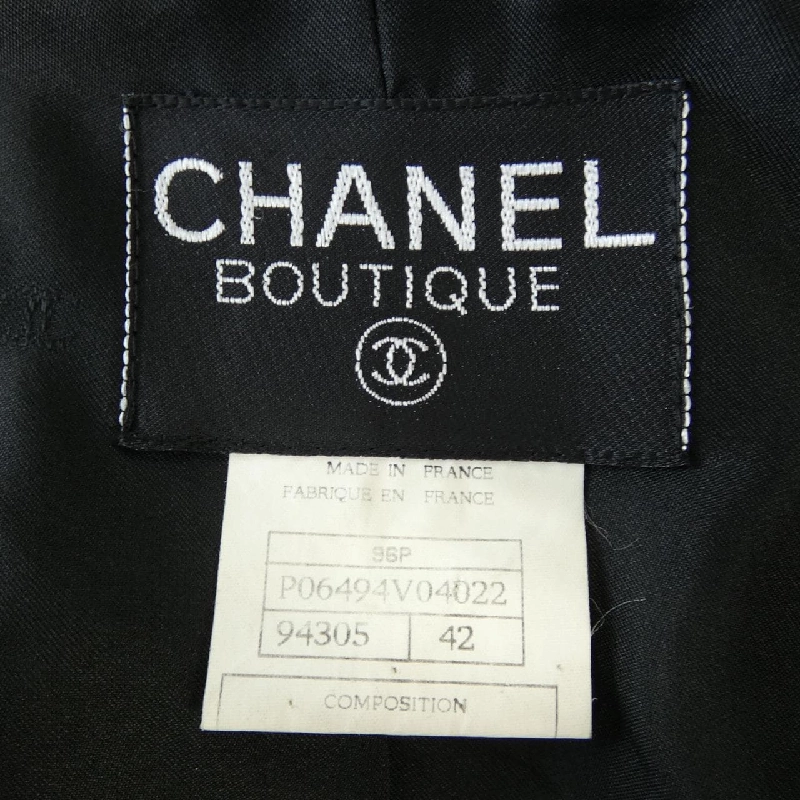 CHANEL
BOUTIQUE
MADE IN FRANCE
FABRIQUE EN FRANCE
96P
P06494V04022
94305 42
COMPOSITION